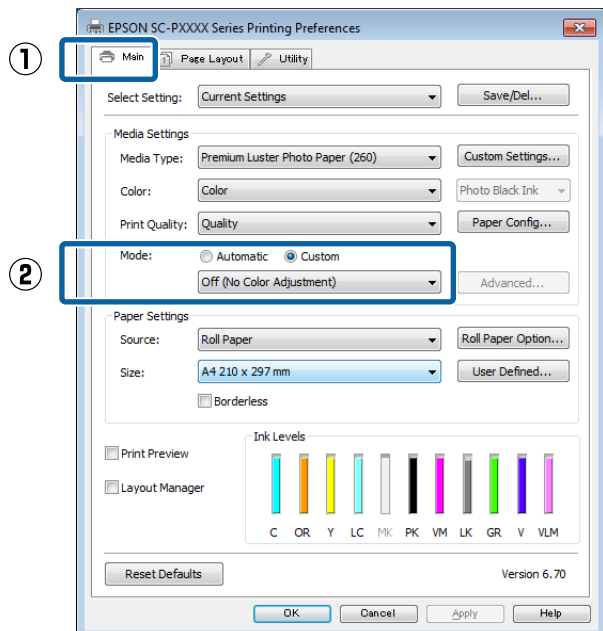 EPSON SC-PXXXX Series Printing Preferences
① Main Page Layout Utility
Select Setting: Current Settings Save/Del...
Media Settings
Media Type: Premium Luster Photo Paper (260) Custom Settings...
Color: Color Photo Black Ink
Print Quality: Quality Paper Config...
② Mode: Automatic Custom
Off (No Color Adjustment) Advanced...
Paper Settings
Source: Roll Paper Roll Paper Option...
Size: A4 210 x 297 mm User Defined...
Borderless
Ink Levels
Print Preview
Layout Manager
C OR Y LC MK PK VM LK GR V VLM
Reset Defaults Version 6.70
OK Cancel Apply Help